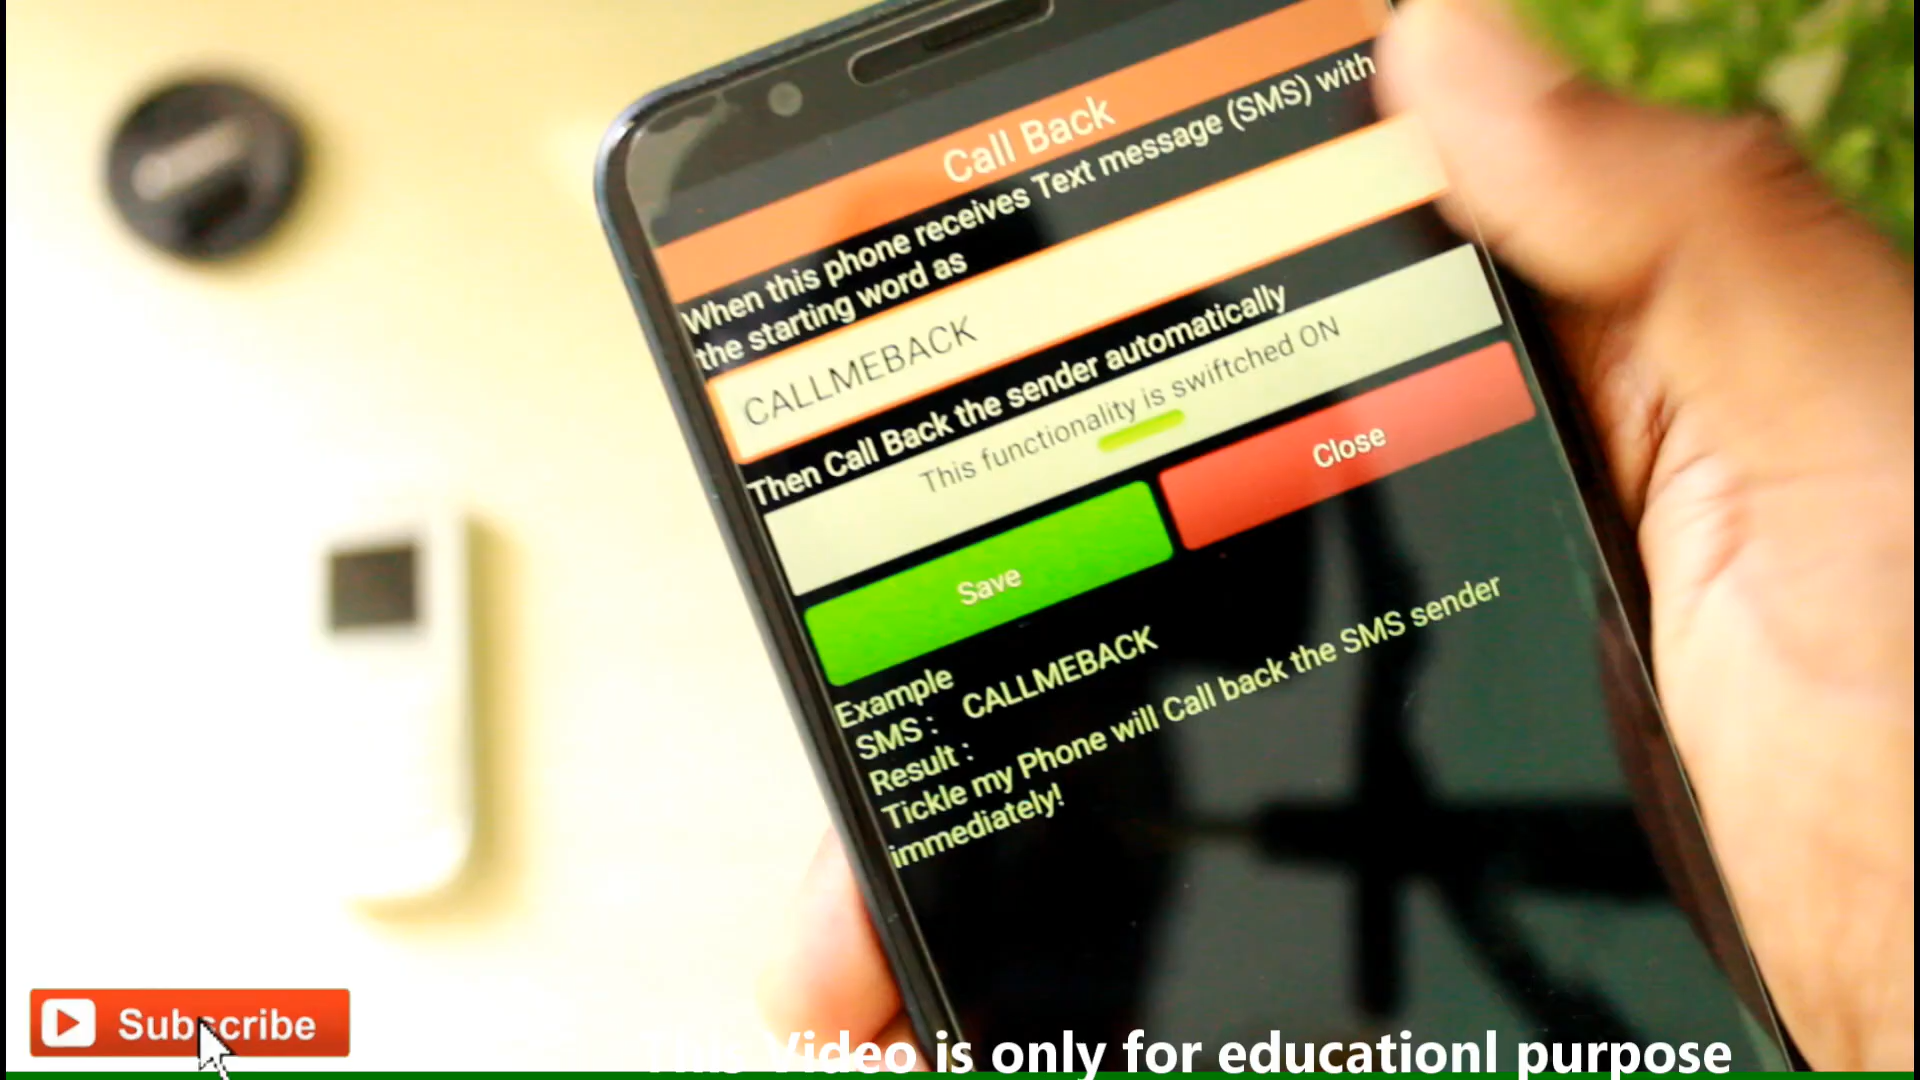 Call Back
When this phone receives Text message (SMS) with
the starting word as
CALLMEBACK
Then Call Back the sender automatically
This functionality is swiftched ON
Save
Close
Example
SMS : CALLMEBACK
Result :
Tickle my Phone will Call back the SMS sender
immediately!
Subscribe
This Video is only for educationl purpose